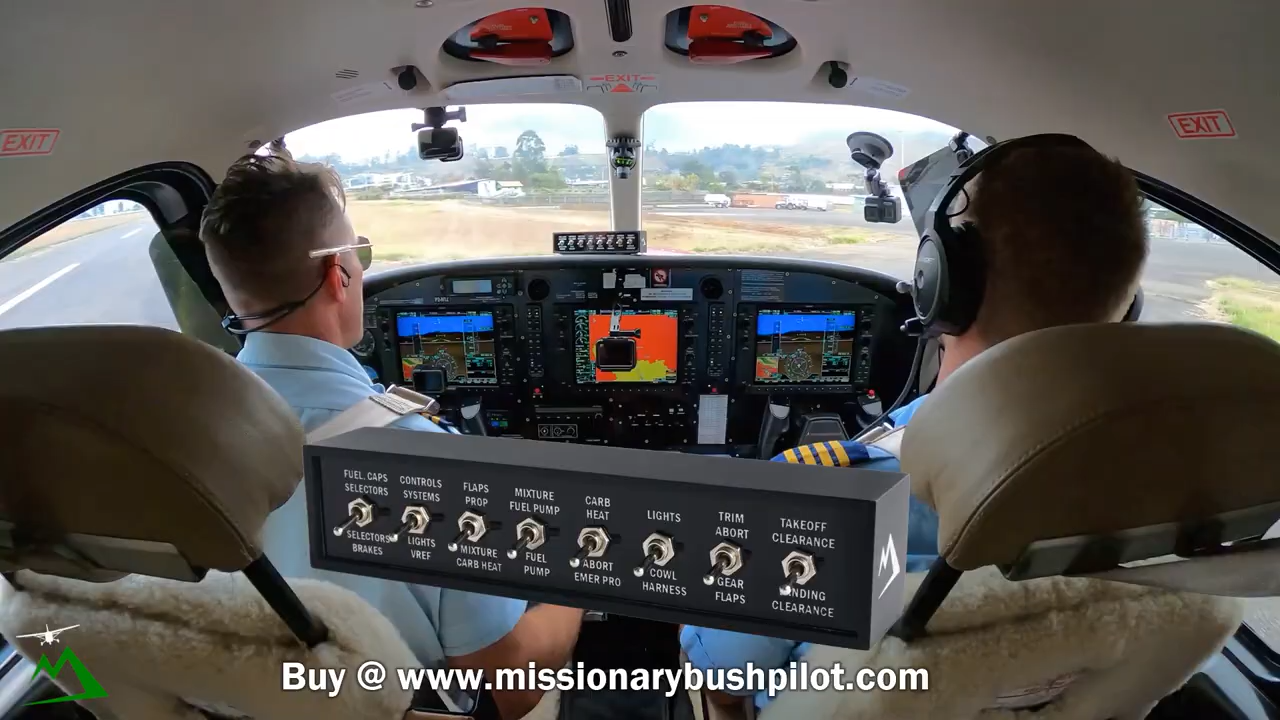 EXIT
EXIT
EXIT
FUEL, CAPS
SELECTORS
SELECTORS
BRAKES
CONTROLS
SYSTEMS
LIGHTS
VREF
FLAPS
PROP
MIXTURE
CARB HEAT
MIXTURE
FUEL PUMP
FUEL
PUMP
CARB
HEAT
ABORT
EMER PRO
LIGHTS
COWL
HARNESS
TRIM
ABORT
GEAR
FLAPS
TAKEOFF
CLEARANCE
NDING
CLEARANCE
Buy @ www.missionarybushpilot.com